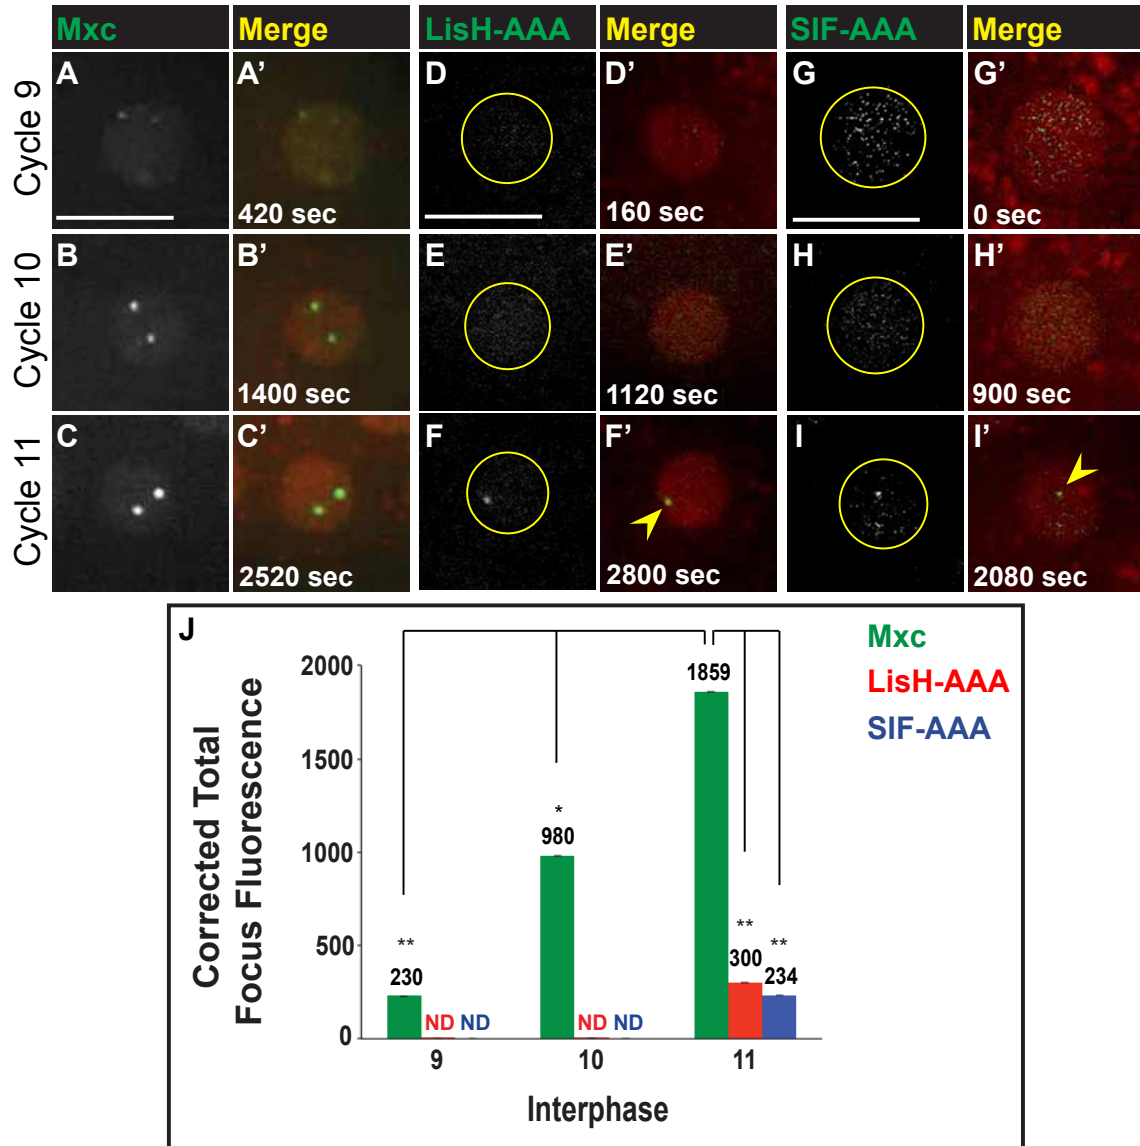 Mxc Merge LisH-AAA Merge SIF-AAA Merge
Cycle 9
A A’ D D’ G G’
420 sec 160 sec 0 sec
Cycle 10
B B’ E E’ H H’
1400 sec 1120 sec 900 sec
Cycle 11
C C’ F F’ I I’
2520 sec 2800 sec 2080 sec
J
Mxc
LisH-AAA
SIF-AAA
Corrected Total
Focus Fluorescence
2000
1500
1000
500
0
** 
230
ND ND
*
980
ND ND
1859
**
300
**
234
9 10 11
Interphase